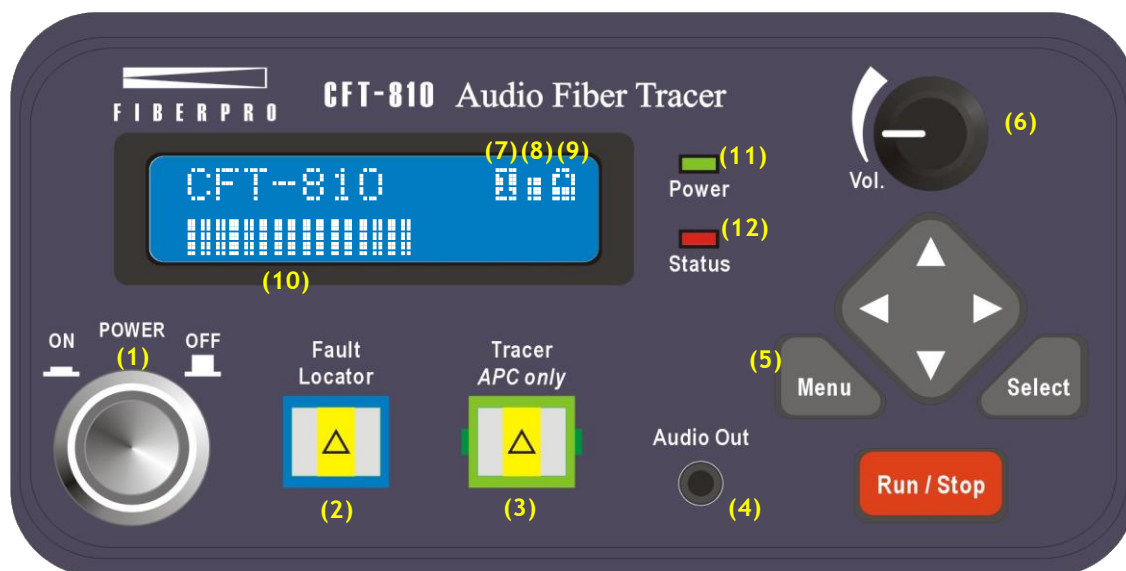 FIBERPRO
CFT-810 Audio Fiber Tracer
(7) (8) (9)
CFT-810
(10)
(11)
Power
(12)
Status
Vol.
(6)
ON POWER OFF
(1)
Fault
Locator
(2)
Tracer
APC only
(3)
Audio Out
(4)
(5)
Menu
Select
Run / Stop